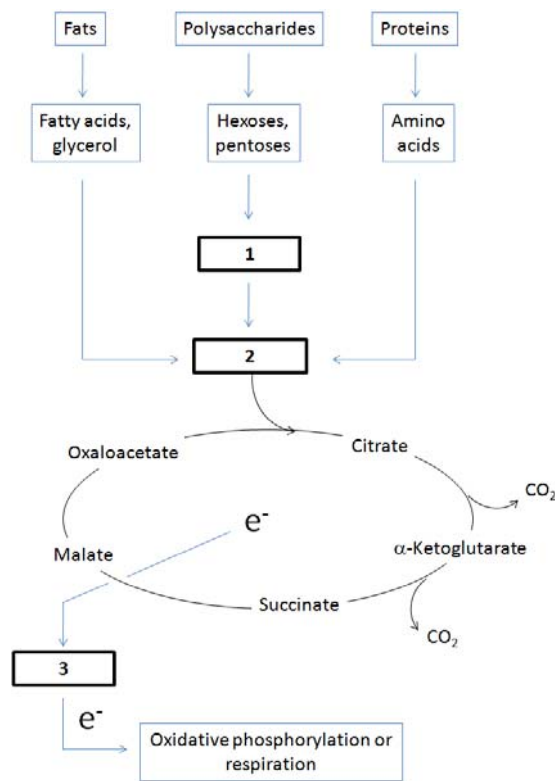 Fats
Polysaccharides
Proteins
Fatty acids,
glycerol
Hexoses,
pentoses
Amino
acids
1
2
Oxaloacetate
Citrate
CO₂
e⁻
Malate
α-Ketoglutarate
Succinate
CO₂
3
e⁻
Oxidative phosphorylation or
respiration